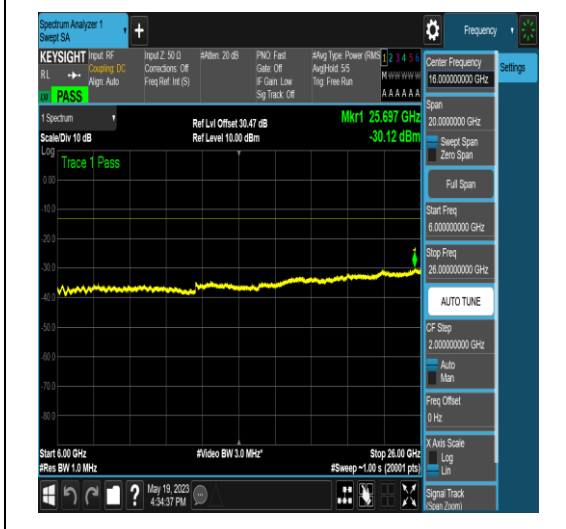 Spectrum Analyzer 1
Swept SA
+
Frequency
KEYSIGHT
Input: RF
Coupling: DC
Align: Auto
Input Z: 50 Ω
Corrections: Off
Freq Ref: Int (S)
#Atten: 20 dB
PNO: Fast
Gate: Off
IF Gain: Low
Sig Track: Off
#Avg Type: Power (RMS)
Avg|Hold: 5/5
Trig: Free Run
1 2 3 4 5 6
M W W W W W
A A A A A A
RL
PASS
1 Spectrum
Scale/Div 10 dB
Ref Lvl Offset 30.47 dB
Ref Level 10.00 dBm
Mkr1 25.697 GHz
-30.12 dBm
Log
Trace 1 Pass
0.00
-10.0
-20.0
-30.0
-40.0
-50.0
-60.0
-70.0
-80.0
1
Start 6.00 GHz
#Res BW 1.0 MHz
#Video BW 3.0 MHz*
Stop 26.00 GHz
#Sweep ~1.00 s (20001 pts)
?
May 19, 2023
4:34:37 PM
Center Frequency
16.000000000 GHz
Span
20.0000000 GHz
Swept Span
Zero Span
Full Span
Start Freq
6.000000000 GHz
Stop Freq
26.000000000 GHz
AUTO TUNE
CF Step
2.000000000 GHz
Auto
Man
Freq Offset
0 Hz
X Axis Scale
Log
Lin
Signal Track
(Span Zoom)
Settings